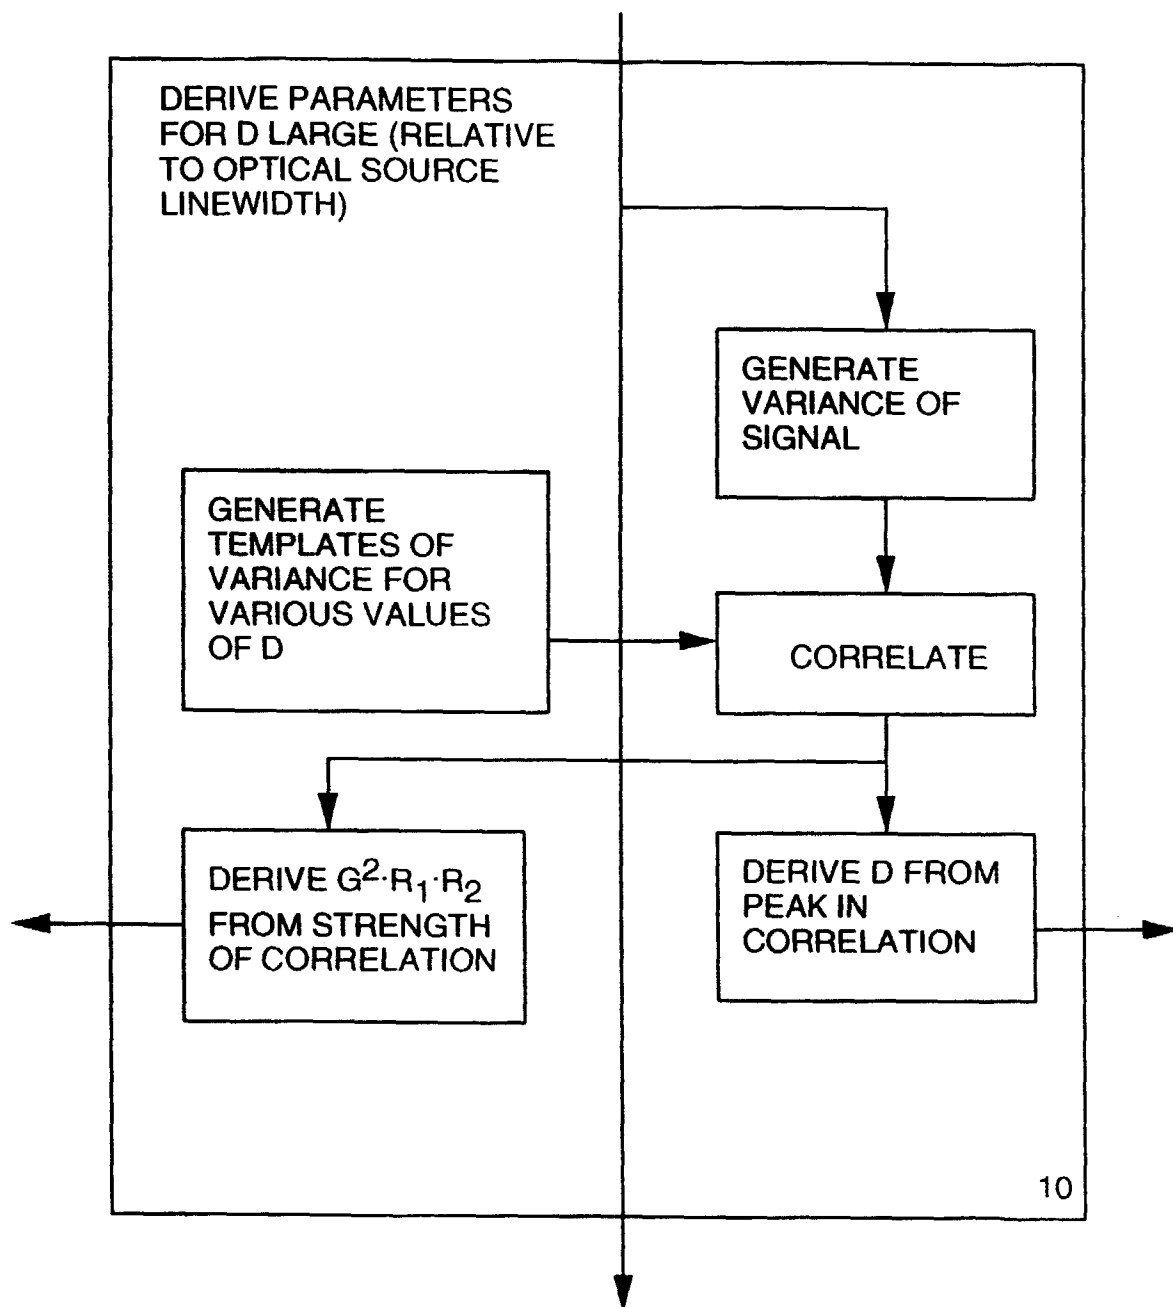 DERIVE PARAMETERS
FOR D LARGE (RELATIVE
TO OPTICAL SOURCE
LINEWIDTH)
GENERATE
VARIANCE OF
SIGNAL
GENERATE
TEMPLATES OF
VARIANCE FOR
VARIOUS VALUES
OF D
CORRELATE
DERIVE G²·R₁·R₂
FROM STRENGTH
OF CORRELATION
DERIVE D FROM
PEAK IN
CORRELATION
10